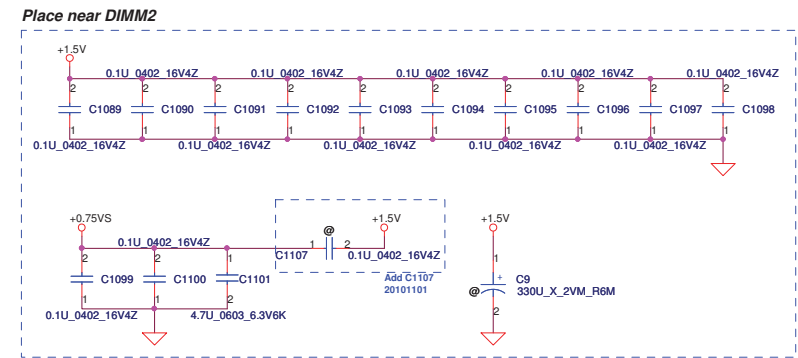 Place near DIMM2
+1.5V
0.1U_0402_16V4Z 0.1U_0402_16V4Z 0.1U_0402_16V4Z 0.1U_0402_16V4Z 0.1U_0402_16V4Z
2 2 2 2 2 2 2 2 2 2
C1089 C1090 C1091 C1092 C1093 C1094 C1095 C1096 C1097 C1098
1 1 1 1 1 1 1 1 1 1
0.1U_0402_16V4Z 0.1U_0402_16V4Z 0.1U_0402_16V4Z 0.1U_0402_16V4Z 0.1U_0402_16V4Z
+0.75VS @ +1.5V +1.5V
0.1U_0402_16V4Z 1 2
C1107 0.1U_0402_16V4Z
2 2 1 1
C1099 C1100 C1101
Add C1107
20101101
+ C9
@ 330U_X_2VM_R6M
1 1 2 2
0.1U_0402_16V4Z 4.7U_0603_6.3V6K